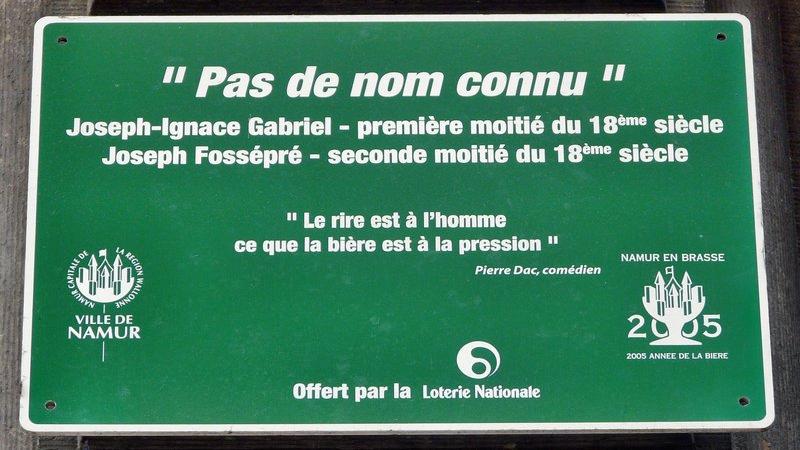 " Pas de nom connu "
Joseph-Ignace Gabriel - première moitié du 18ème siècle
Joseph Fossépré - seconde moitié du 18ème siècle
" Le rire est à l'homme
ce que la bière est à la pression "
Pierre Dac, comédien
NAMUR CAPITALE DE LA REGION WALLONNE
VILLE DE
NAMUR
NAMUR EN BRASSE
2005
2005 ANNEE DE LA BIERE
Offert par la Loterie Nationale